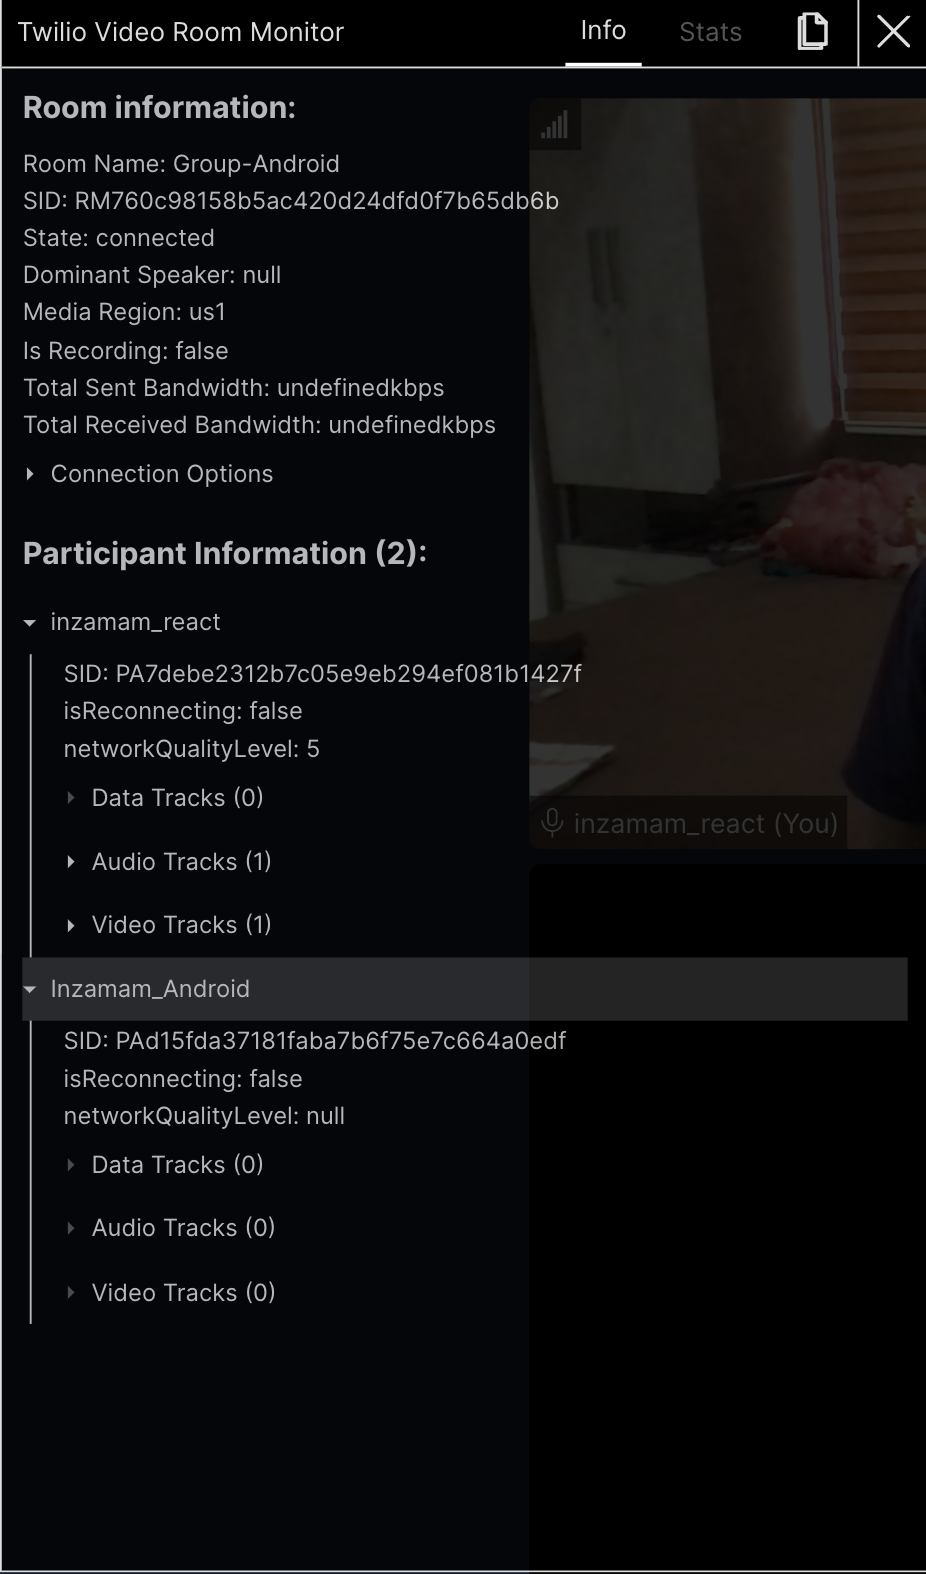 Twilio Video Room Monitor
Info
Stats
Room information:
Room Name: Group-Android
SID: RM760c98158b5ac420d24dfd0f7b65db6b
State: connected
Dominant Speaker: null
Media Region: us1
Is Recording: false
Total Sent Bandwidth: undefinedkbps
Total Received Bandwidth: undefinedkbps
Connection Options
Participant Information (2):
inzamam_react
SID: PA7debe2312b7c05e9eb294ef081b1427f
isReconnecting: false
networkQualityLevel: 5
Data Tracks (0)
inzamam_react (You)
Audio Tracks (1)
Video Tracks (1)
Inzamam_Android
SID: PAd15fda37181faba7b6f75e7c664a0edf
isReconnecting: false
networkQualityLevel: null
Data Tracks (0)
Audio Tracks (0)
Video Tracks (0)